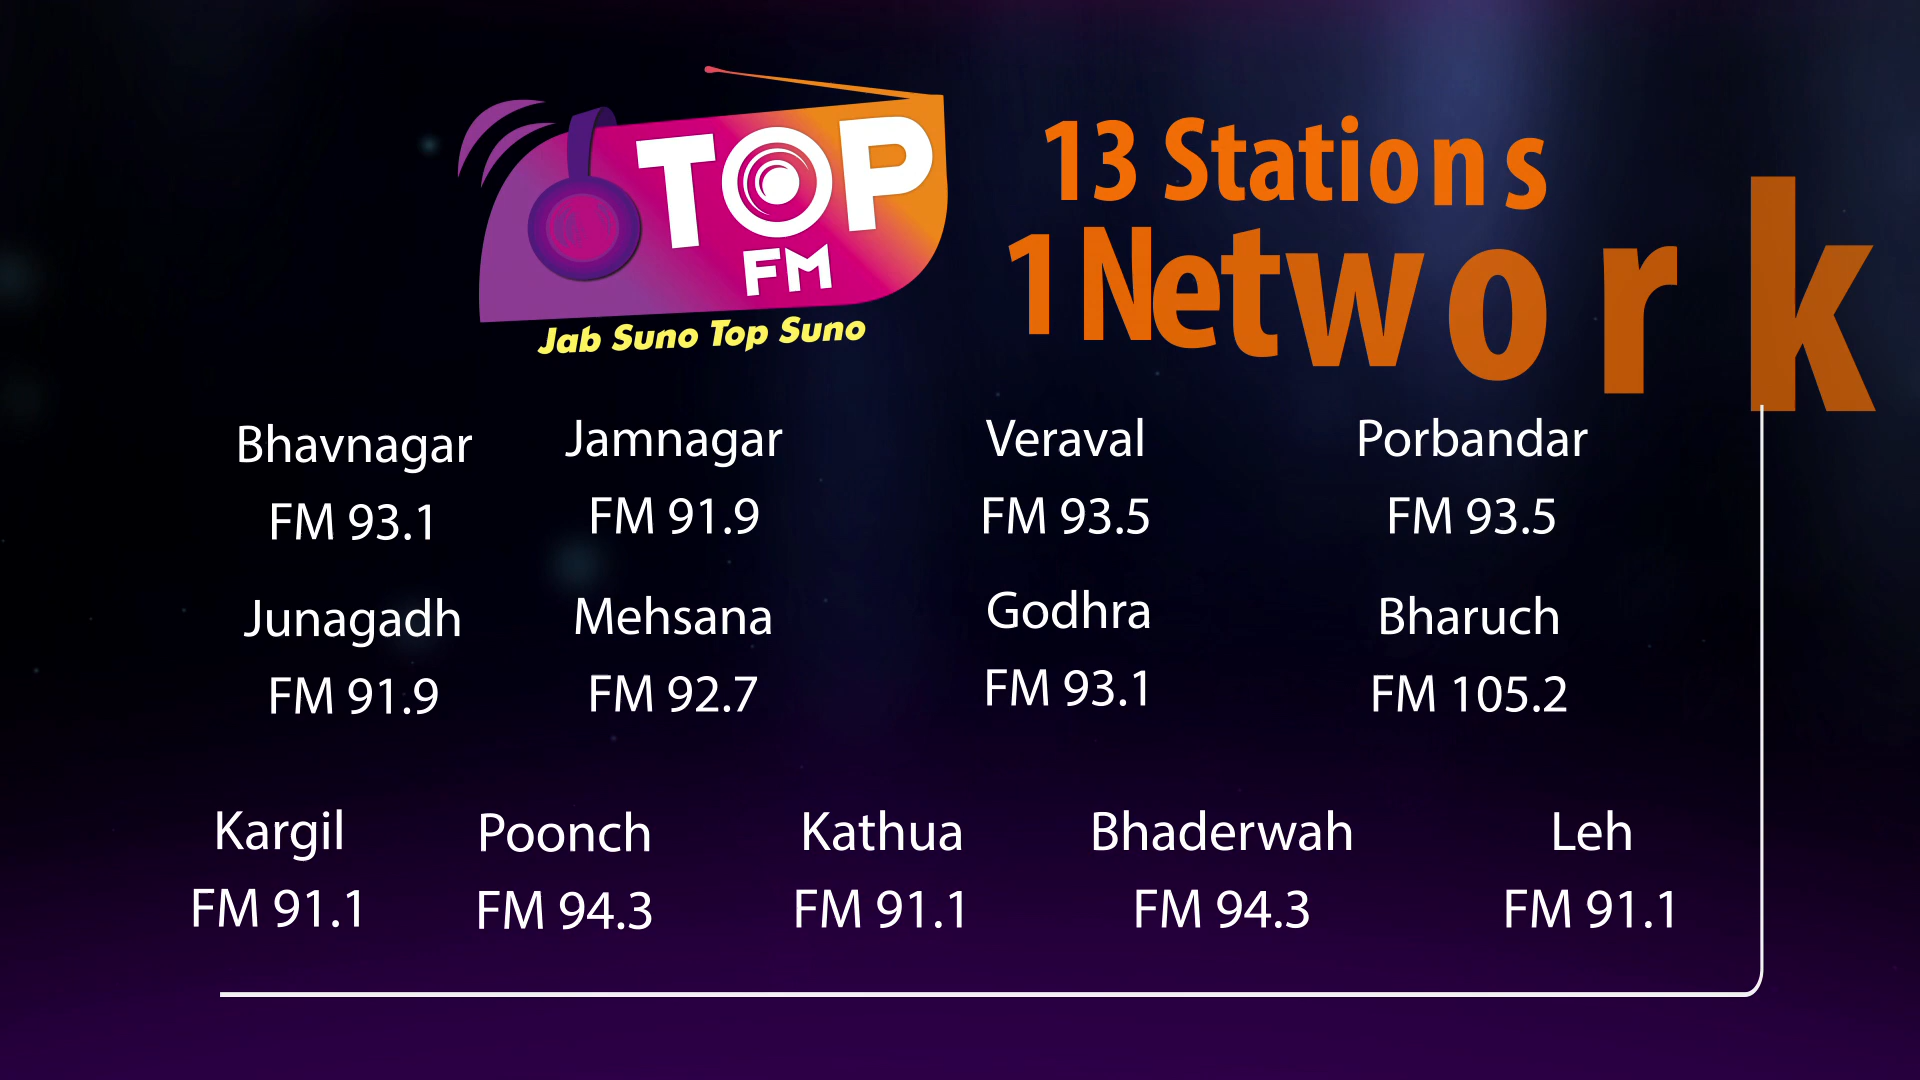 TOP
FM
Jab Suno Top Suno
13 Stations
1 Network
Bhavnagar Jamnagar Veraval Porbandar
FM 93.1 FM 91.9 FM 93.5 FM 93.5
Junagadh Mehsana Godhra Bharuch
FM 91.9 FM 92.7 FM 93.1 FM 105.2
Kargil Poonch Kathua Bhaderwah Leh
FM 91.1 FM 94.3 FM 91.1 FM 94.3 FM 91.1